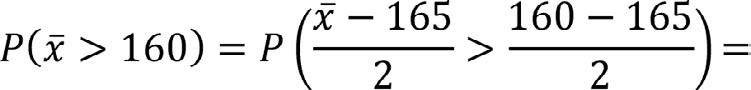 P(x̄ > 160) = P((x̄ − 165)/2 > (160 − 165)/2) =